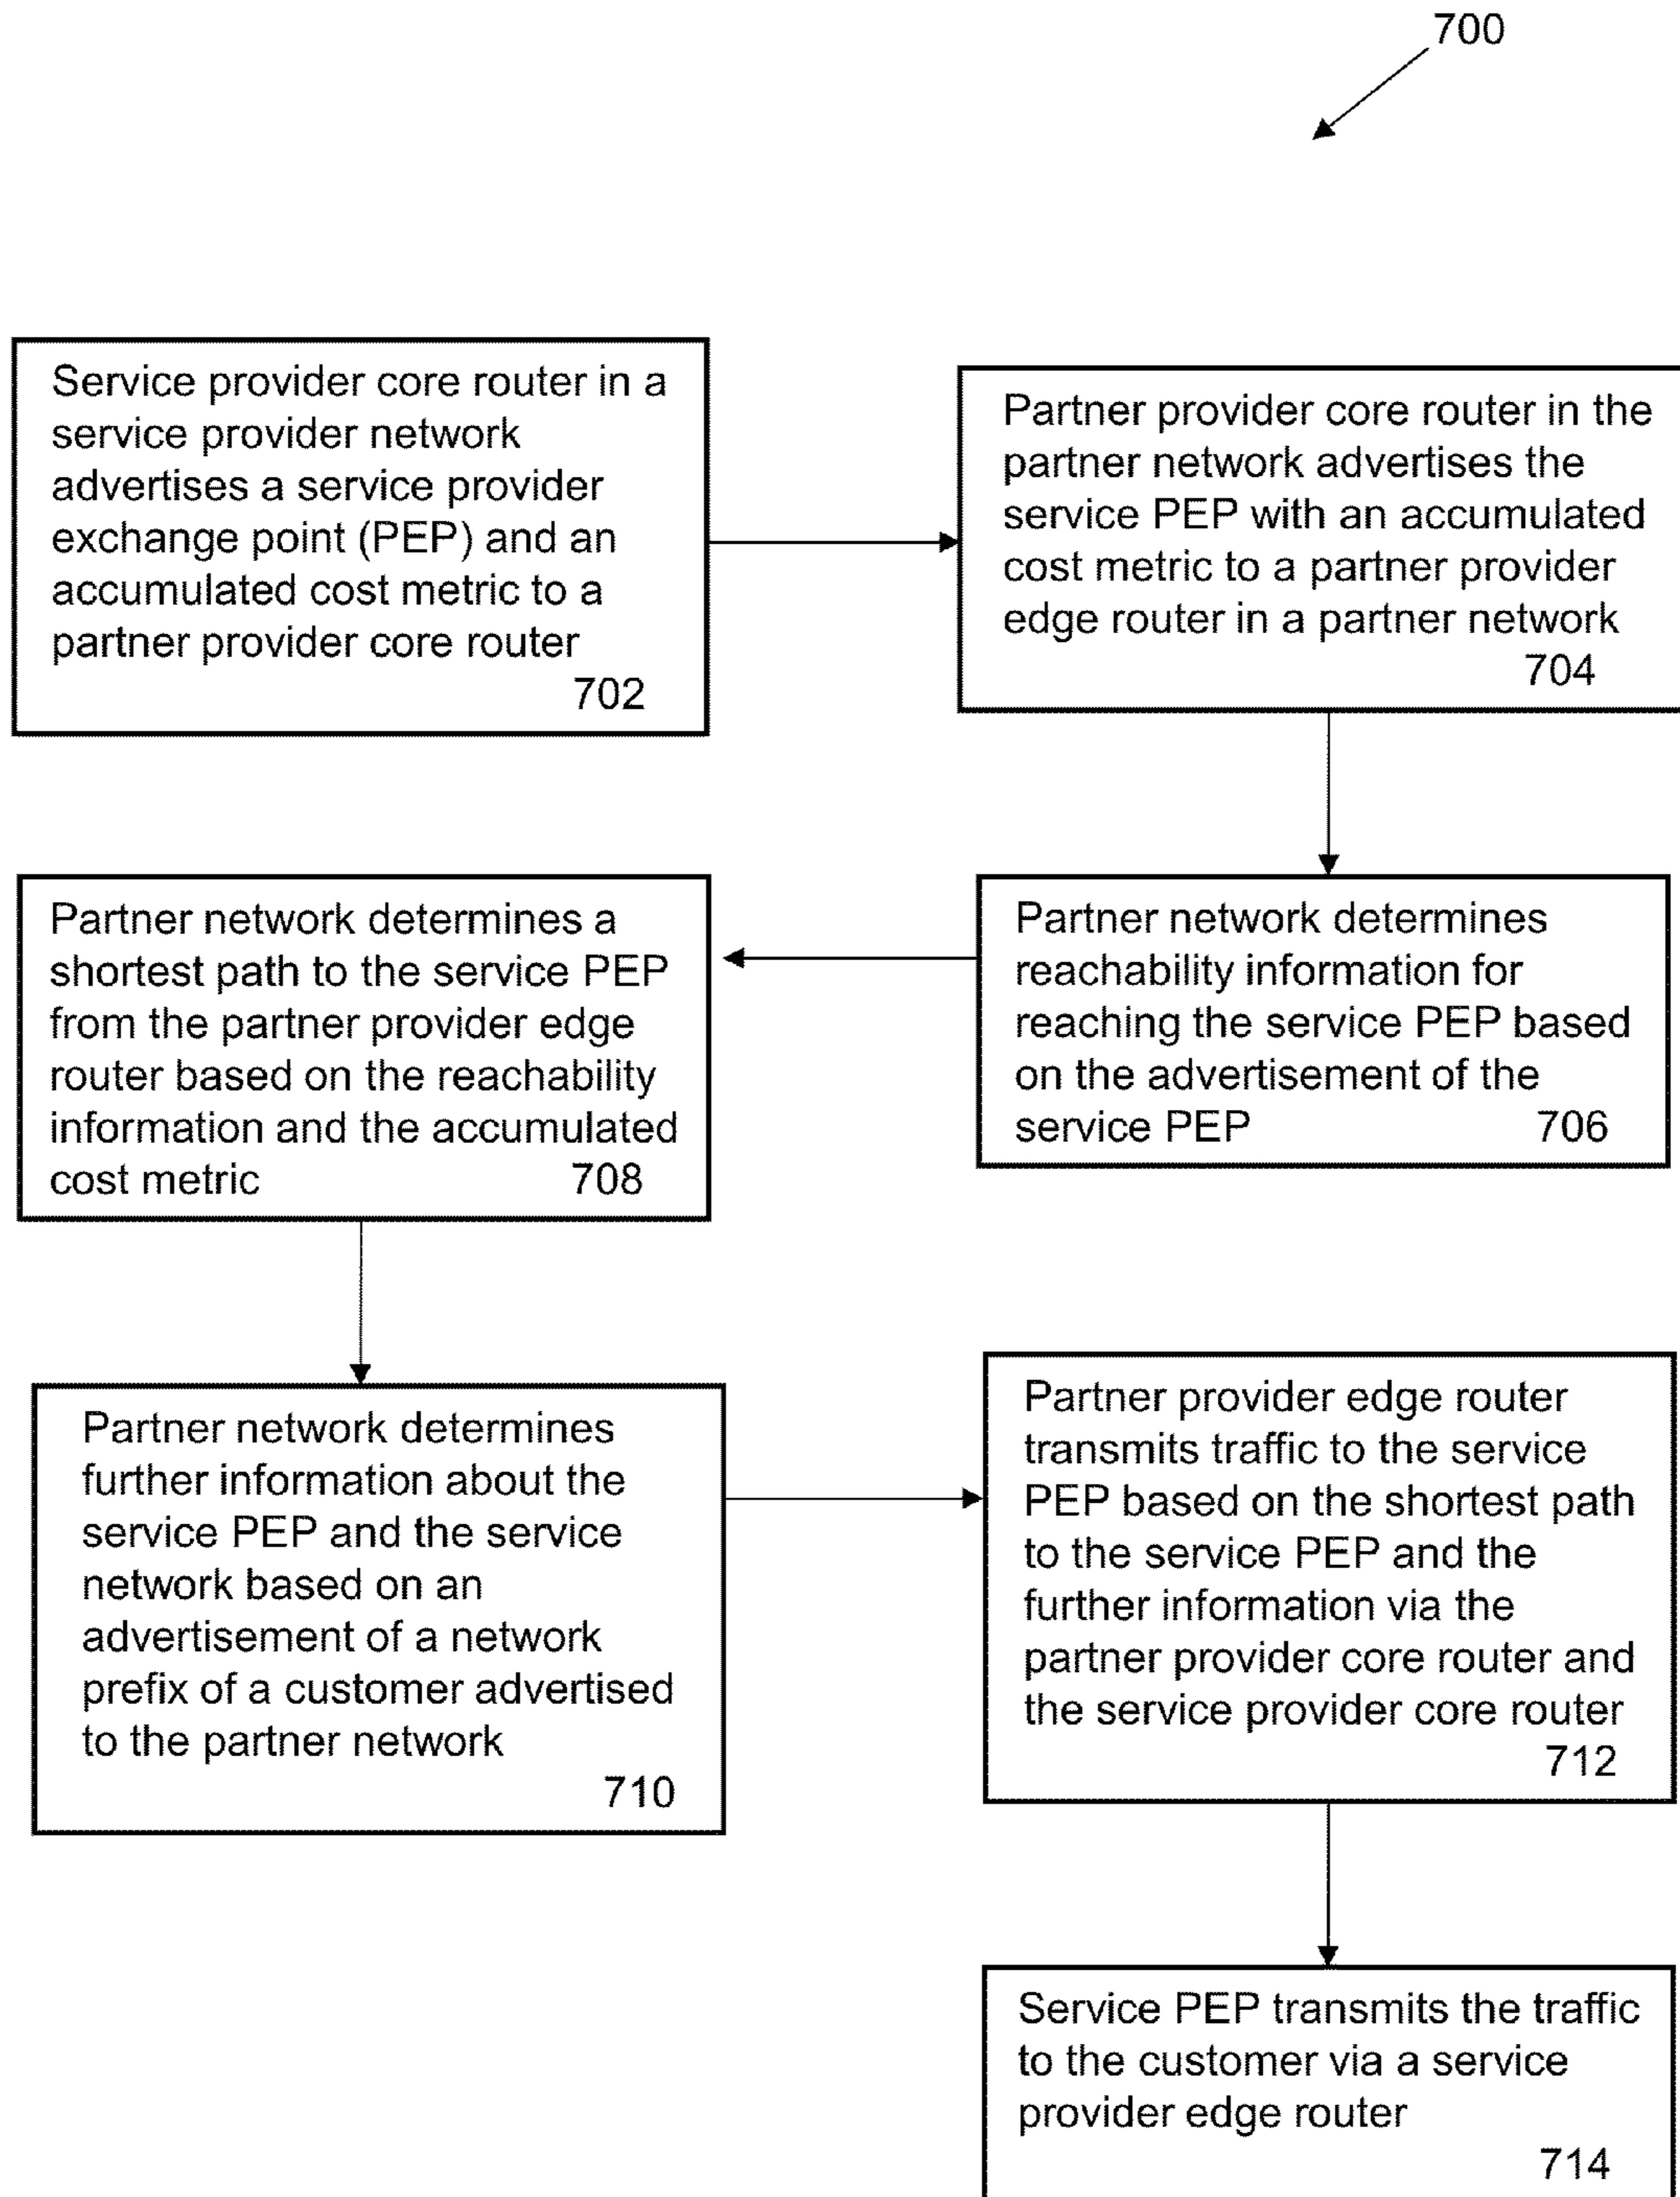 700
Service provider core router in a
service provider network
advertises a service provider
exchange point (PEP) and an
accumulated cost metric to a
partner provider core router
702
Partner provider core router in the
partner network advertises the
service PEP with an accumulated
cost metric to a partner provider
edge router in a partner network
704
Partner network determines
reachability information for
reaching the service PEP based
on the advertisement of the
service PEP 706
Partner network determines a
shortest path to the service PEP
from the partner provider edge
router based on the reachability
information and the accumulated
cost metric 708
Partner network determines
further information about the
service PEP and the service
network based on an
advertisement of a network
prefix of a customer advertised
to the partner network
710
Partner provider edge router
transmits traffic to the service
PEP based on the shortest path
to the service PEP and the
further information via the
partner provider core router and
the service provider core router
712
Service PEP transmits the traffic
to the customer via a service
provider edge router
714